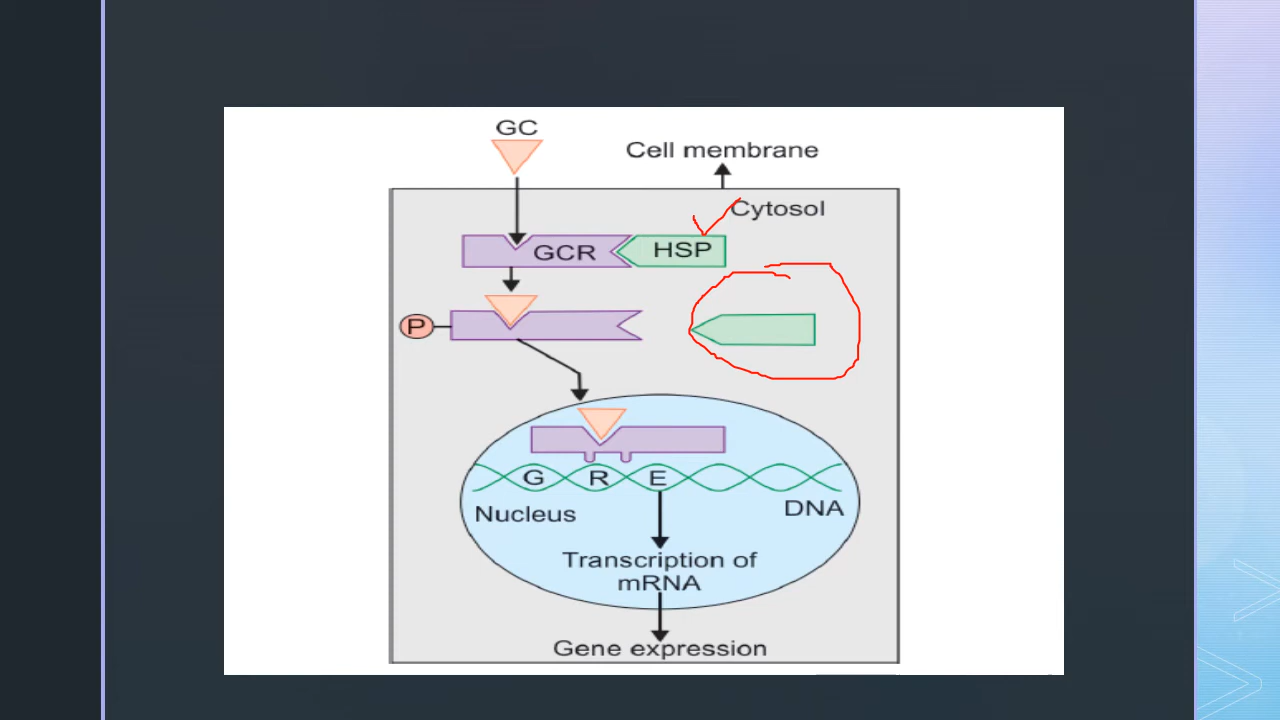 GC
Cell membrane
Cytosol
GCR
HSP
P
G R E
Nucleus
DNA
Transcription of
mRNA
Gene expression